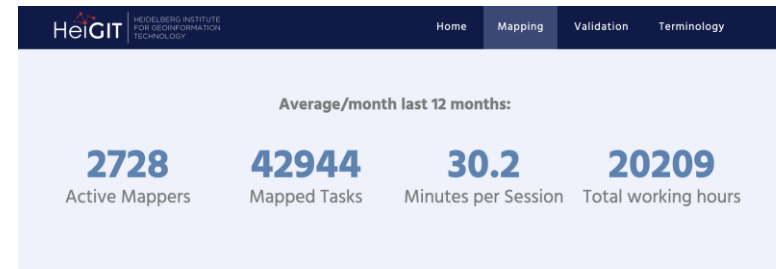 HeiGIT
HEIDELBERG INSTITUTE
FOR GEOINFORMATION
TECHNOLOGY
Home Mapping Validation Terminology
Average/month last 12 months:
2728 42944 30.2 20209
Active Mappers Mapped Tasks Minutes per Session Total working hours